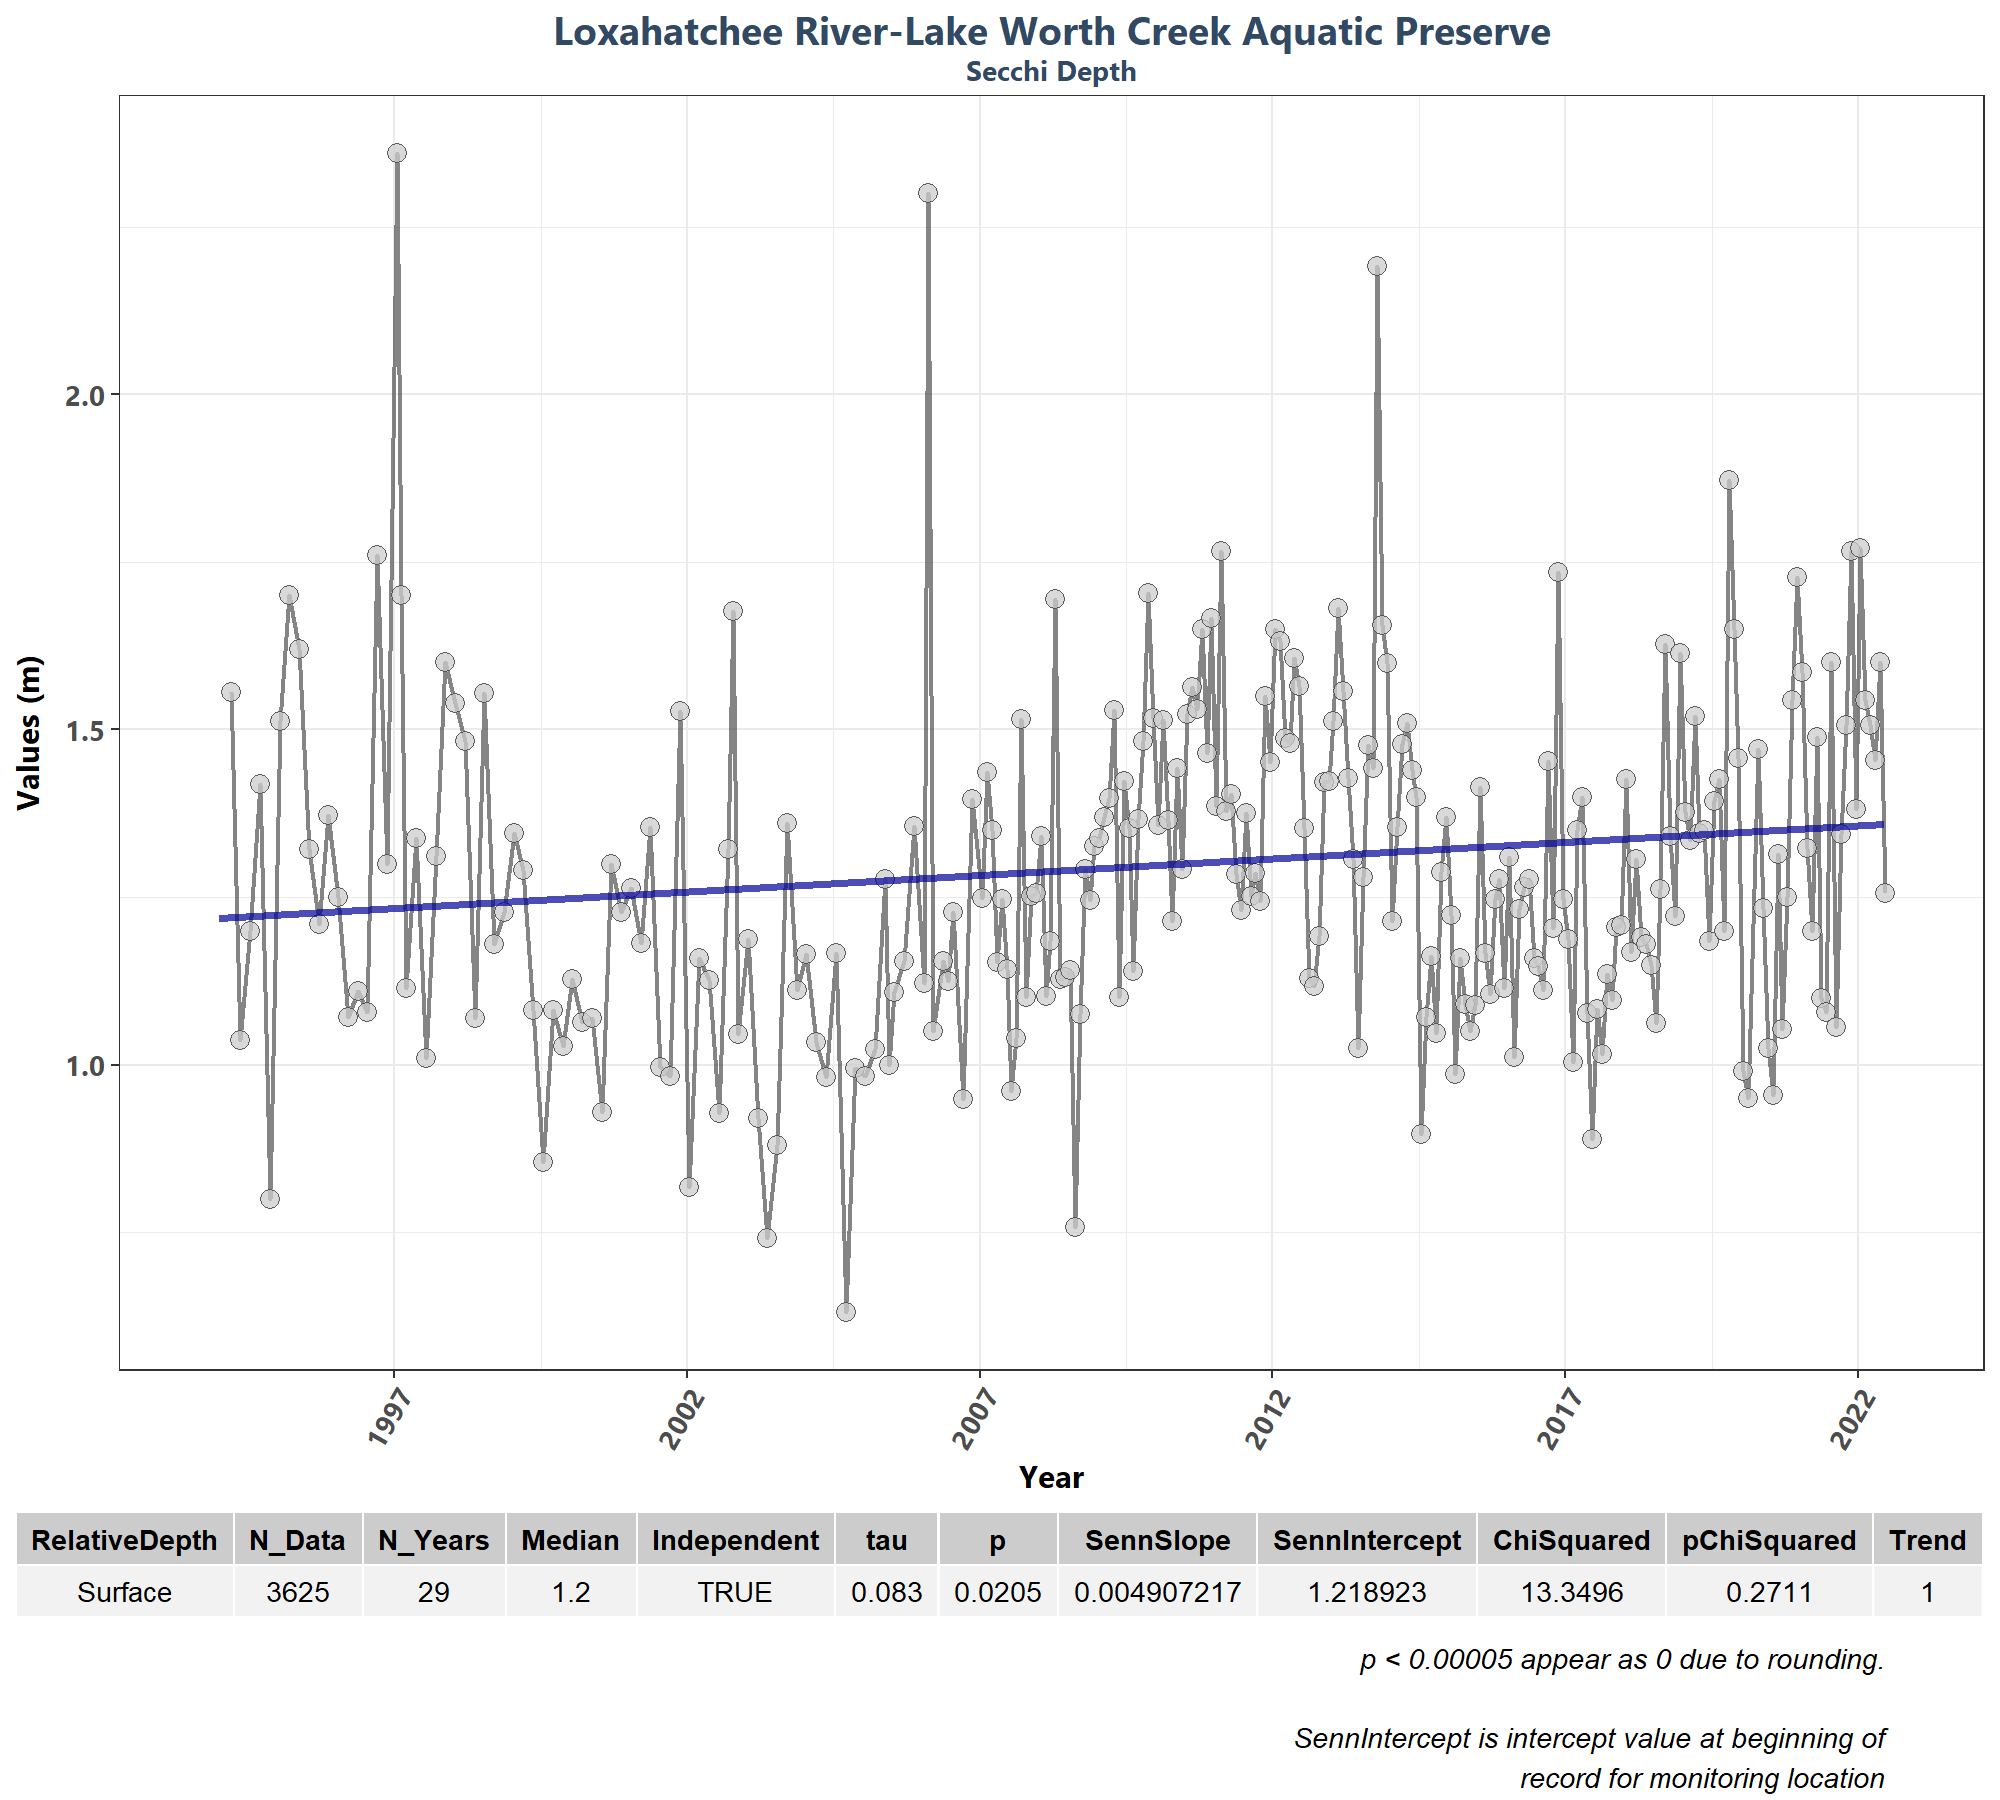 Loxahatchee River-Lake Worth Creek Aquatic Preserve
Secchi Depth
Values (m)
2.0
1.5
1.0
1997 2002 2007 2012 2017 2022
Year
RelativeDepth N_Data N_Years Median Independent tau p SennSlope SennIntercept ChiSquared pChiSquared Trend
Surface 3625 29 1.2 TRUE 0.083 0.0205 0.004907217 1.218923 13.3496 0.2711 1
p < 0.00005 appear as 0 due to rounding.
SennIntercept is intercept value at beginning of
record for monitoring location